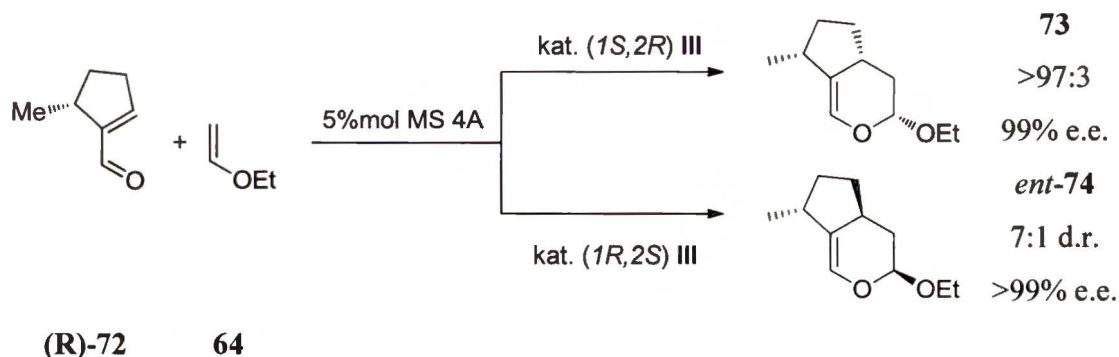 kat. (1S,2R) III
73
>97:3
99% e.e.
Me
O
+
OEt
5%mol MS 4A
O
OEt
kat. (1R,2S) III
ent-74
7:1 d.r.
>99% e.e.
O
OEt
(R)-72
64